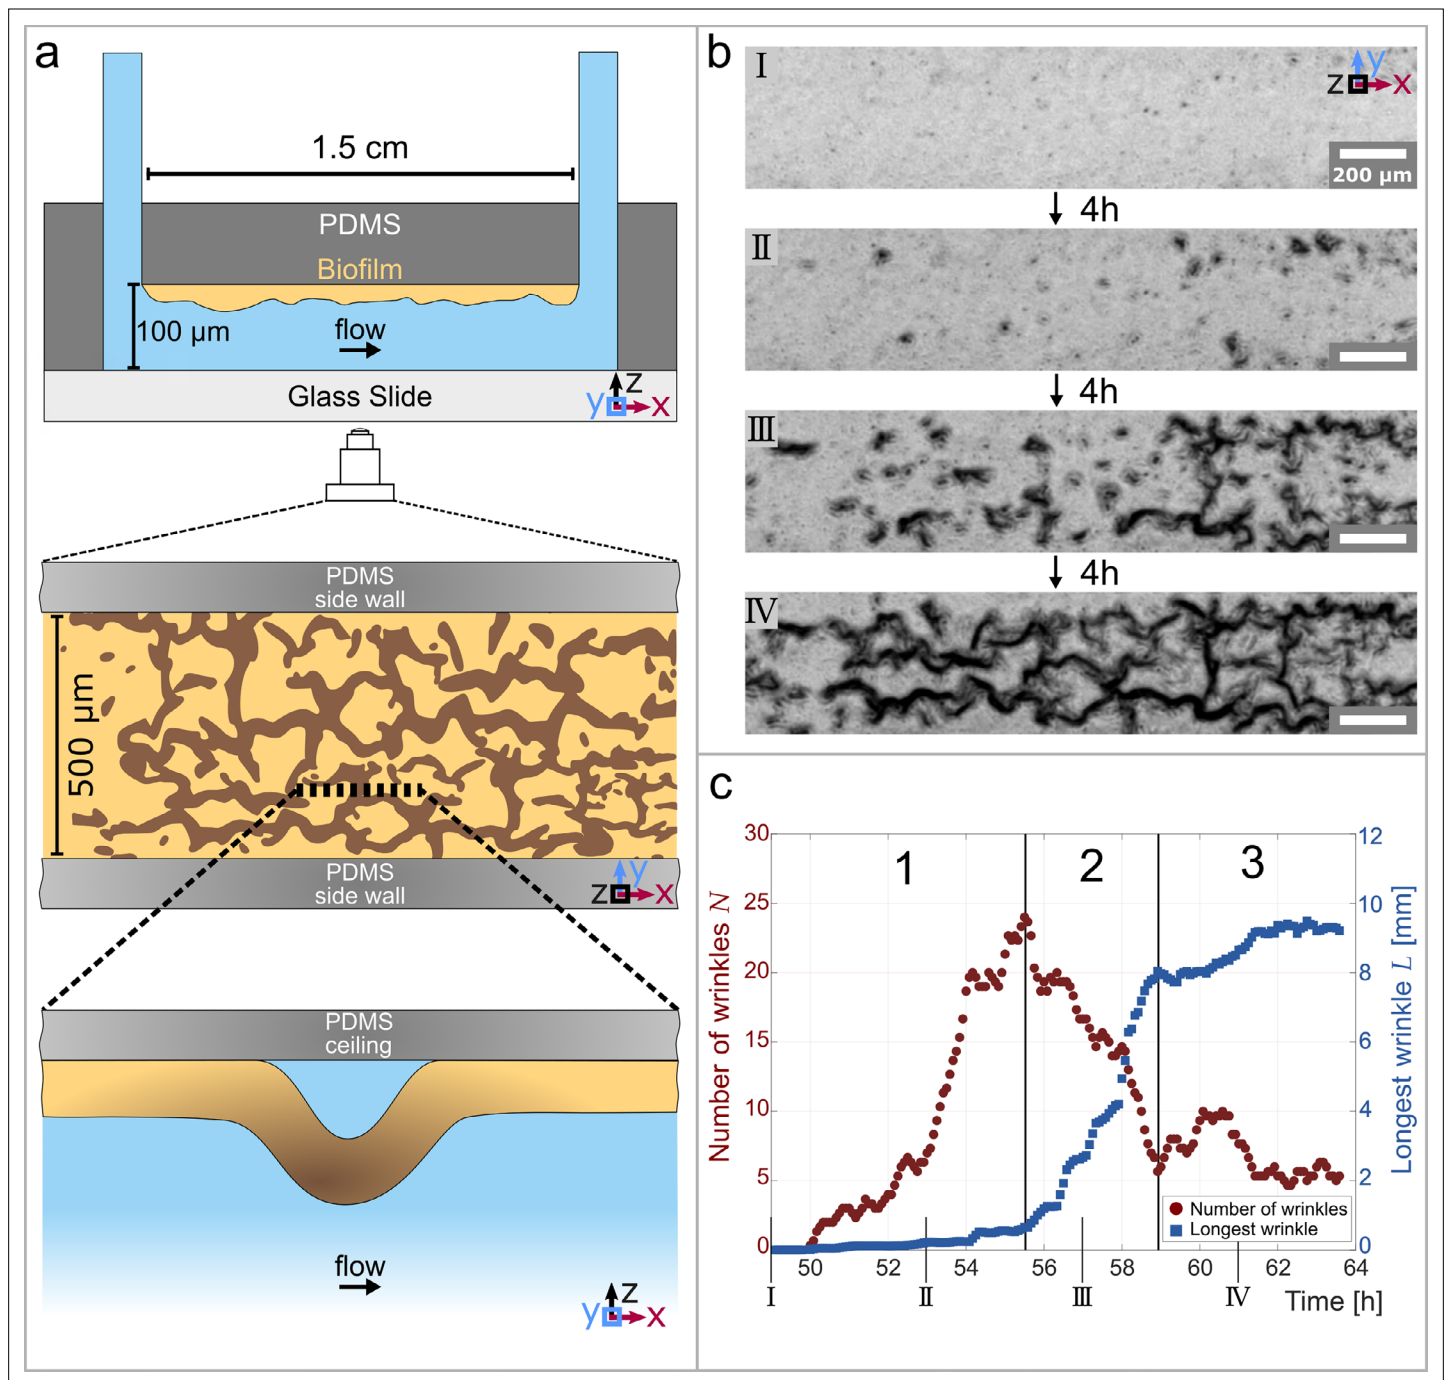 a
1.5 cm
PDMS
Biofilm
100 μm
flow
Glass Slide
z
y x
PDMS
side wall
500 μm
PDMS
side wall
y
z x
PDMS
ceiling
flow
z
y x
b
I
y
z x
200 μm
4h
II
4h
III
4h
IV
c
1 2 3
Number of wrinkles N
30
25
20
15
10
5
0
Longest wrinkle L [mm]
12
10
8
6
4
2
0
Number of wrinkles
Longest wrinkle
50 52 54 56 58 60 62 64
I II III IV Time [h]